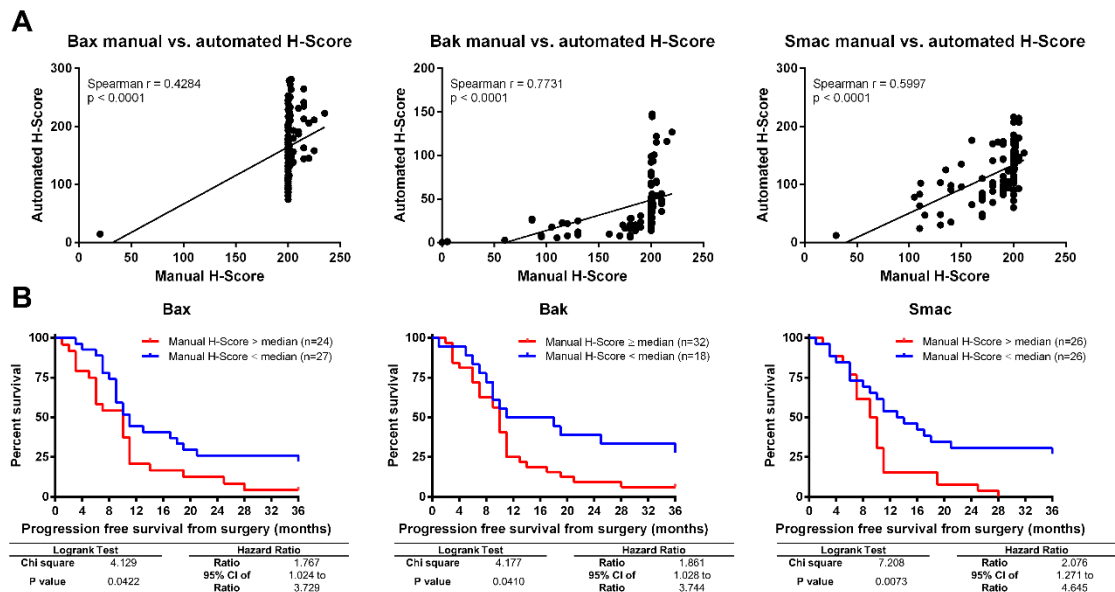 A
Bax manual vs. automated H-Score
Spearman r = 0.4284
p < 0.0001
Automated H-Score
300
200
100
0
0 50 100 150 200 250
Manual H-Score
Bak manual vs. automated H-Score
Spearman r = 0.7731
p < 0.0001
Automated H-Score
200
150
100
50
0
0 50 100 150 200 250
Manual H-Score
Smac manual vs. automated H-Score
Spearman r = 0.5997
p < 0.0001
Automated H-Score
300
200
100
0
0 50 100 150 200 250
Manual H-Score
B
Bax
Manual H-Score > median (n=24)
Manual H-Score < median (n=27)
Percent survival
100
75
50
25
0
0 4 8 12 16 20 24 28 32 36
Progression free survival from surgery (months)
Logrank Test
Chi square 4.129
P value 0.0422
Hazard Ratio
Ratio 1.767
95% CI of Ratio 1.024 to 3.729
Bak
Manual H-Score ≥ median (n=32)
Manual H-Score < median (n=18)
Percent survival
100
75
50
25
0
0 4 8 12 16 20 24 28 32 36
Progression free survival from surgery (months)
Logrank Test
Chi square 4.177
P value 0.0410
Hazard Ratio
Ratio 1.861
95% CI of Ratio 1.028 to 3.744
Smac
Manual H-Score > median (n=26)
Manual H-Score < median (n=26)
Percent survival
100
75
50
25
0
0 4 8 12 16 20 24 28 32 36
Progression free survival from surgery (months)
Logrank Test
Chi square 7.208
P value 0.0073
Hazard Ratio
Ratio 2.076
95% CI of Ratio 1.271 to 4.645